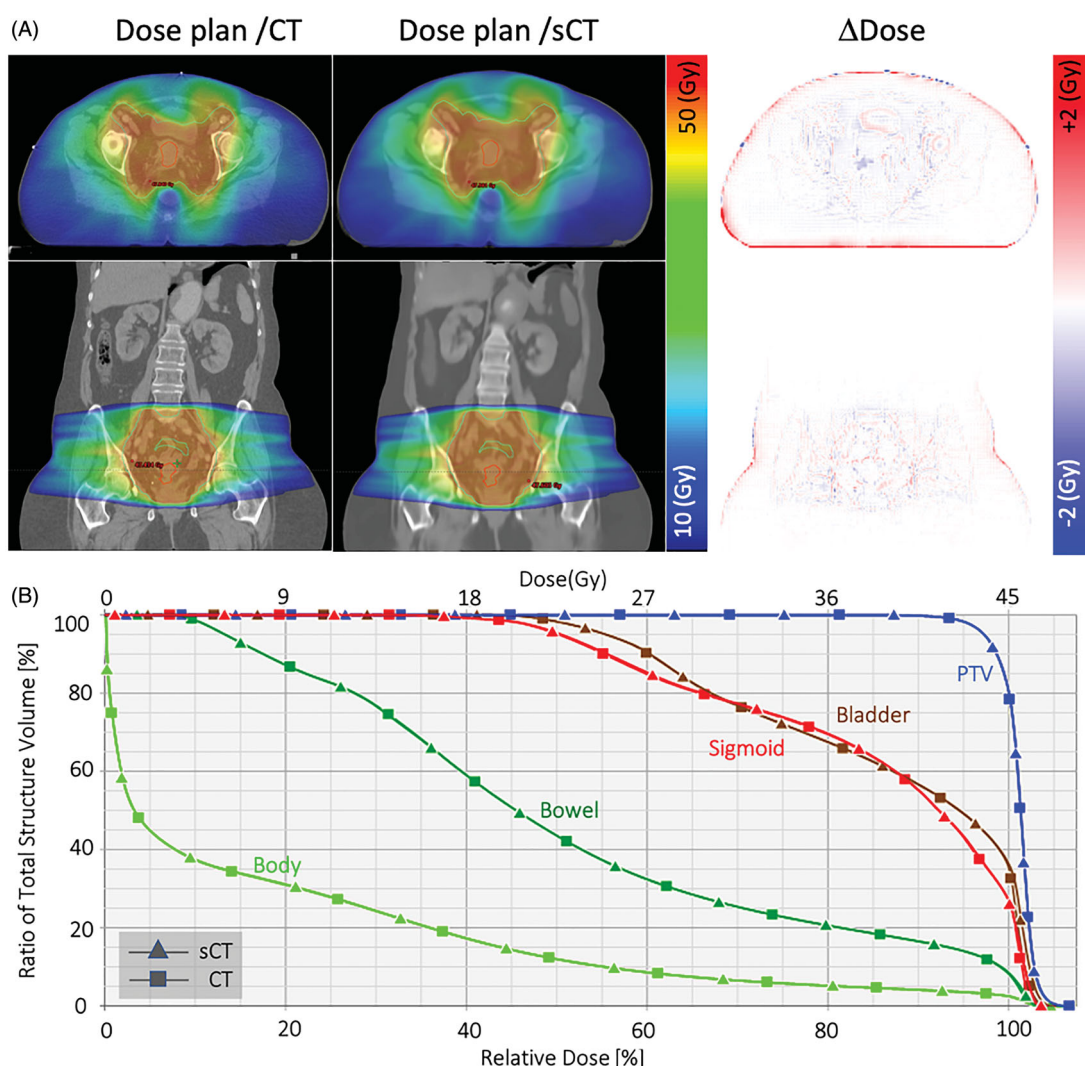 (A)
Dose plan /CT
Dose plan /sCT
ΔDose
50 (Gy)
10 (Gy)
+2 (Gy)
-2 (Gy)
(B)
Dose(Gy)
0 9 18 27 36 45
Ratio of Total Structure Volume [%]
100
80
60
40
20
0
PTV
Bladder
Sigmoid
Bowel
Body
sCT
CT
0 20 40 60 80 100
Relative Dose [%]